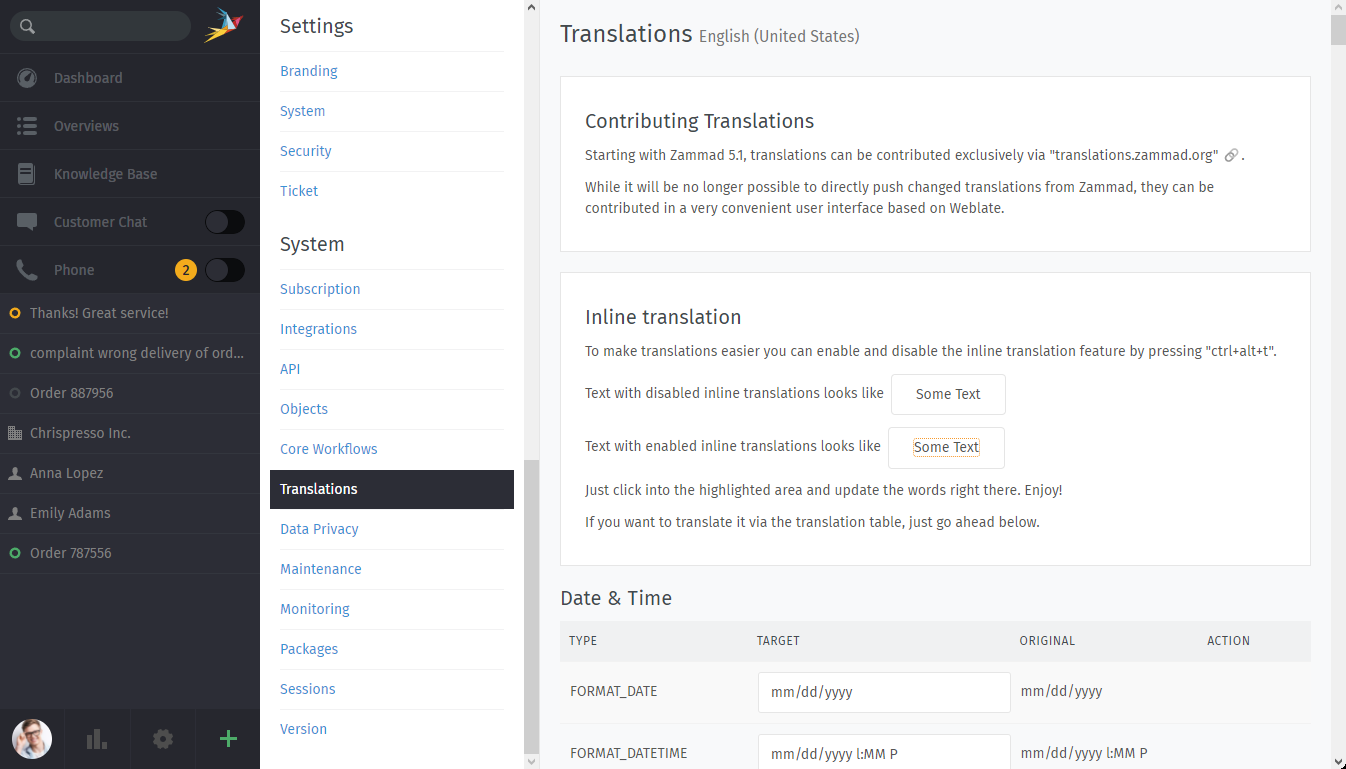 Dashboard
Overviews
Knowledge Base
Customer Chat
Phone 2
Thanks! Great service!
complaint wrong delivery of ord...
Order 887956
Chrispresso Inc.
Anna Lopez
Emily Adams
Order 787556
Settings
Branding
System
Security
Ticket
System
Subscription
Integrations
API
Objects
Core Workflows
Translations
Data Privacy
Maintenance
Monitoring
Packages
Sessions
Version
Translations English (United States)
Contributing Translations
Starting with Zammad 5.1, translations can be contributed exclusively via "translations.zammad.org" .
While it will be no longer possible to directly push changed translations from Zammad, they can be
contributed in a very convenient user interface based on Weblate.
Inline translation
To make translations easier you can enable and disable the inline translation feature by pressing "ctrl+alt+t".
Text with disabled inline translations looks like Some Text
Text with enabled inline translations looks like Some Text
Just click into the highlighted area and update the words right there. Enjoy!
If you want to translate it via the translation table, just go ahead below.
Date & Time
TYPE TARGET ORIGINAL ACTION
FORMAT_DATE mm/dd/yyyy mm/dd/yyyy
FORMAT_DATETIME mm/dd/yyyy l:MM P mm/dd/yyyy l:MM P